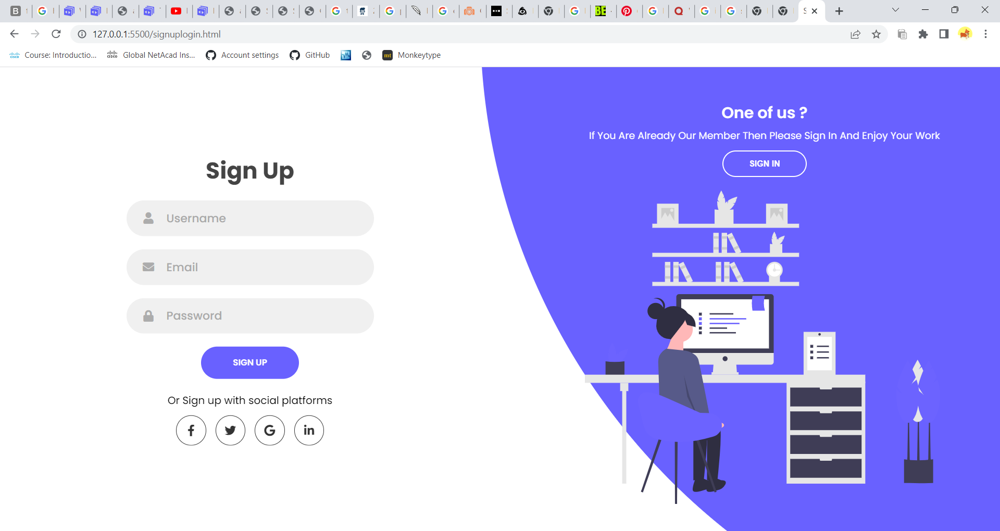 127.0.0.1:5500/signuplogin.html
Course: Introductio...
Global NetAcad Ins...
Account settings
GitHub
mt Monkeytype
One of us ?
If You Are Already Our Member Then Please Sign In And Enjoy Your Work
SIGN IN
Sign Up
Username
Email
Password
SIGN UP
Or Sign up with social platforms